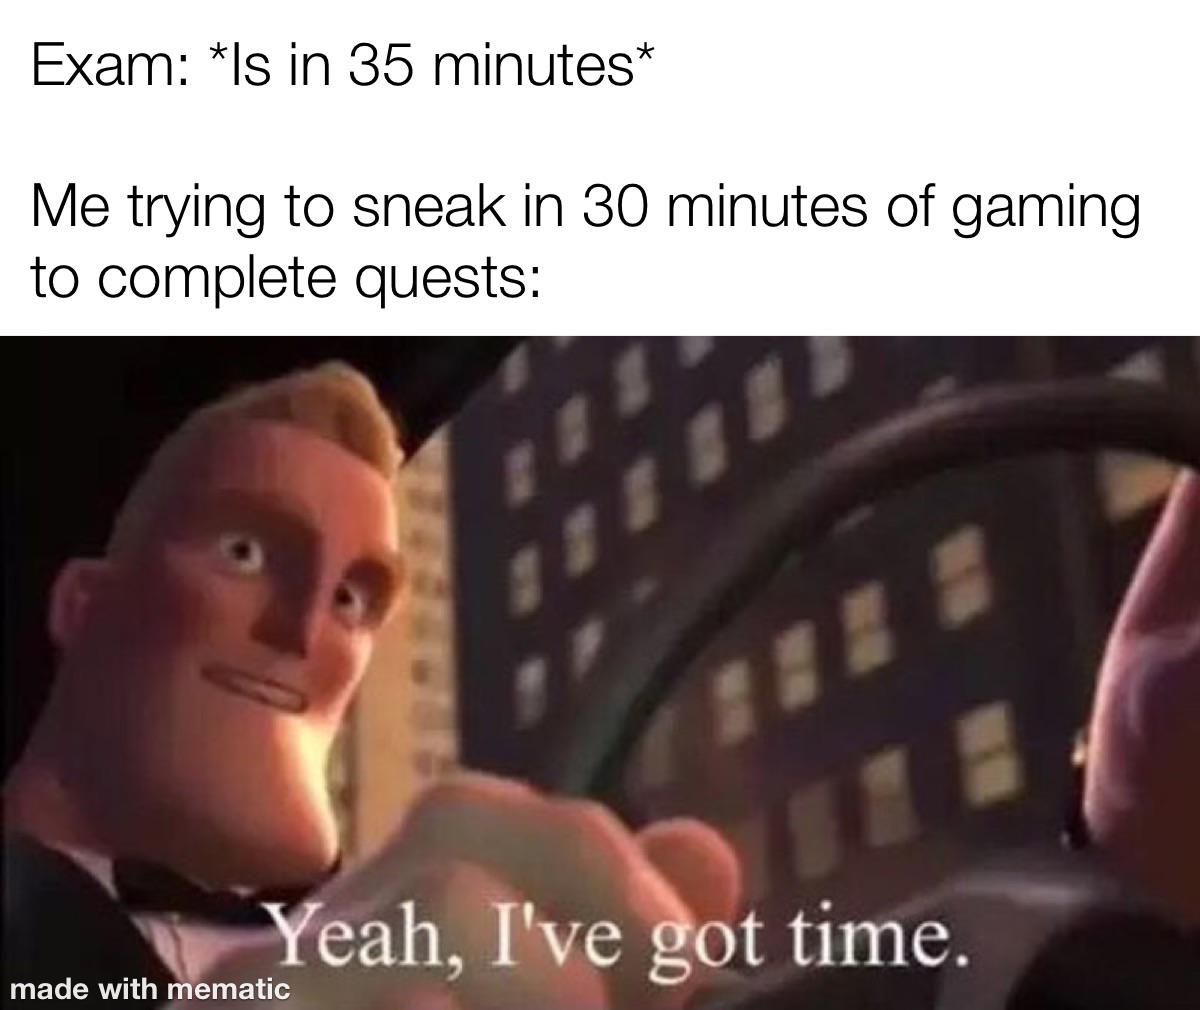 Exam: *Is in 35 minutes*
Me trying to sneak in 30 minutes of gaming
to complete quests:
Yeah, I've got time.
made with mematic